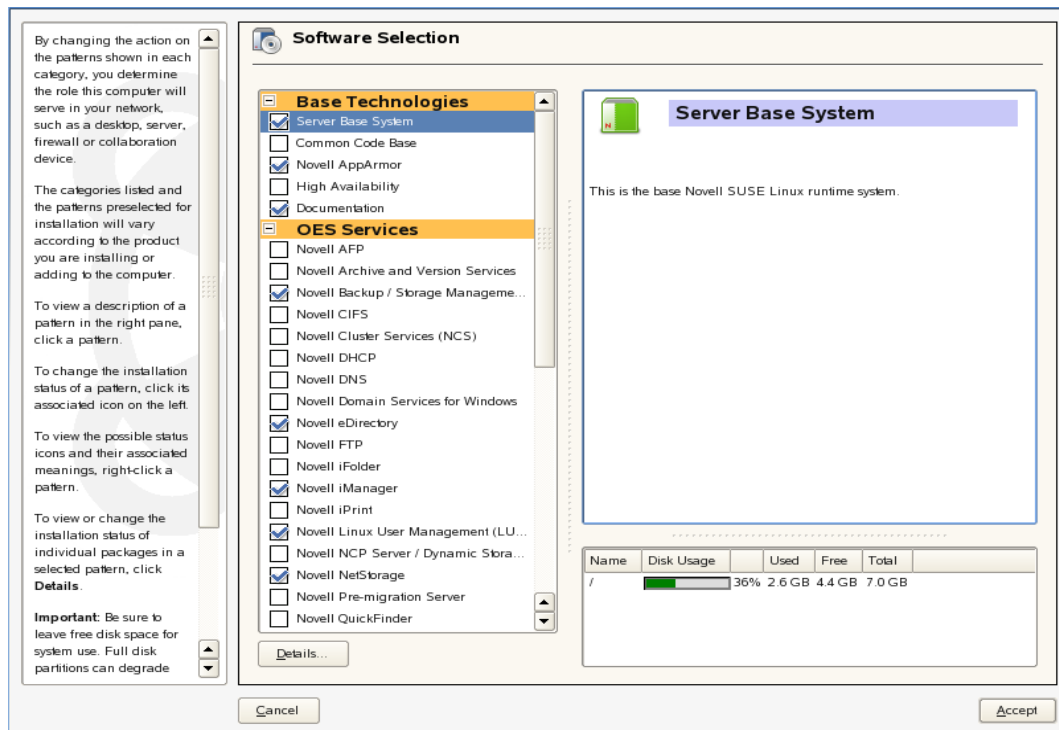 By changing the action on
the patterns shown in each
category, you determine
the role this computer will
serve in your network,
such as a desktop, server,
firewall or collaboration
device.
The categories listed and
the patterns preselected for
installation will vary
according to the product
you are installing or
adding to the computer.
To view a description of a
pattern in the right pane,
click a pattern.
To change the installation
status of a pattern, click its
associated icon on the left.
To view the possible status
icons and their associated
meanings, right-click a
pattern.
To view or change the
installation status of
individual packages in a
selected pattern, click
Details.
Important: Be sure to
leave free disk space for
system use. Full disk
partitions can degrade
Software Selection
Base Technologies
Server Base System
Common Code Base
Novell AppArmor
High Availability
Documentation
OES Services
Novell AFP
Novell Archive and Version Services
Novell Backup / Storage Manageme...
Novell CIFS
Novell Cluster Services (NCS)
Novell DHCP
Novell DNS
Novell Domain Services for Windows
Novell eDirectory
Novell FTP
Novell iFolder
Novell iManager
Novell iPrint
Novell Linux User Management (LU...
Novell NCP Server / Dynamic Stora...
Novell NetStorage
Novell Pre-migration Server
Novell QuickFinder
Details...
N
Server Base System
This is the base Novell SUSE Linux runtime system.
Name Disk Usage Used Free Total
/ 36% 2.6 GB 4.4 GB 7.0 GB
Cancel
Accept